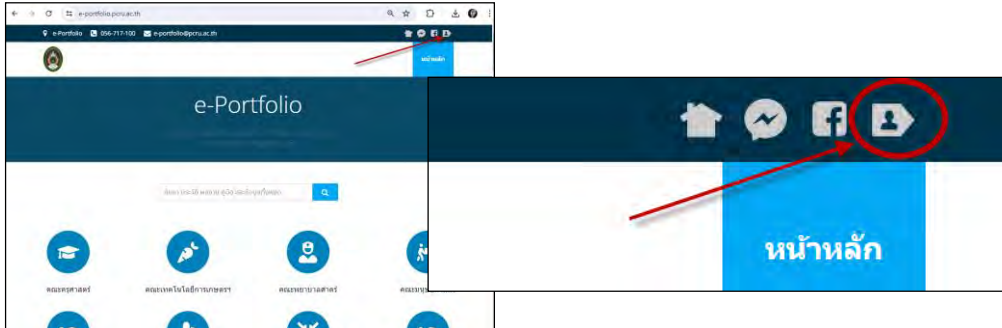 e-portfolio.pcru.ac.th
e-Portfolio 056-717-100 e-portfolio@pcru.ac.th
หน้าหลัก
e-Portfolio
คณะครุศาสตร์
คณะเทคโนโลยีการเกษตรฯ
คณะพยาบาลศาสตร์
หน้าหลัก